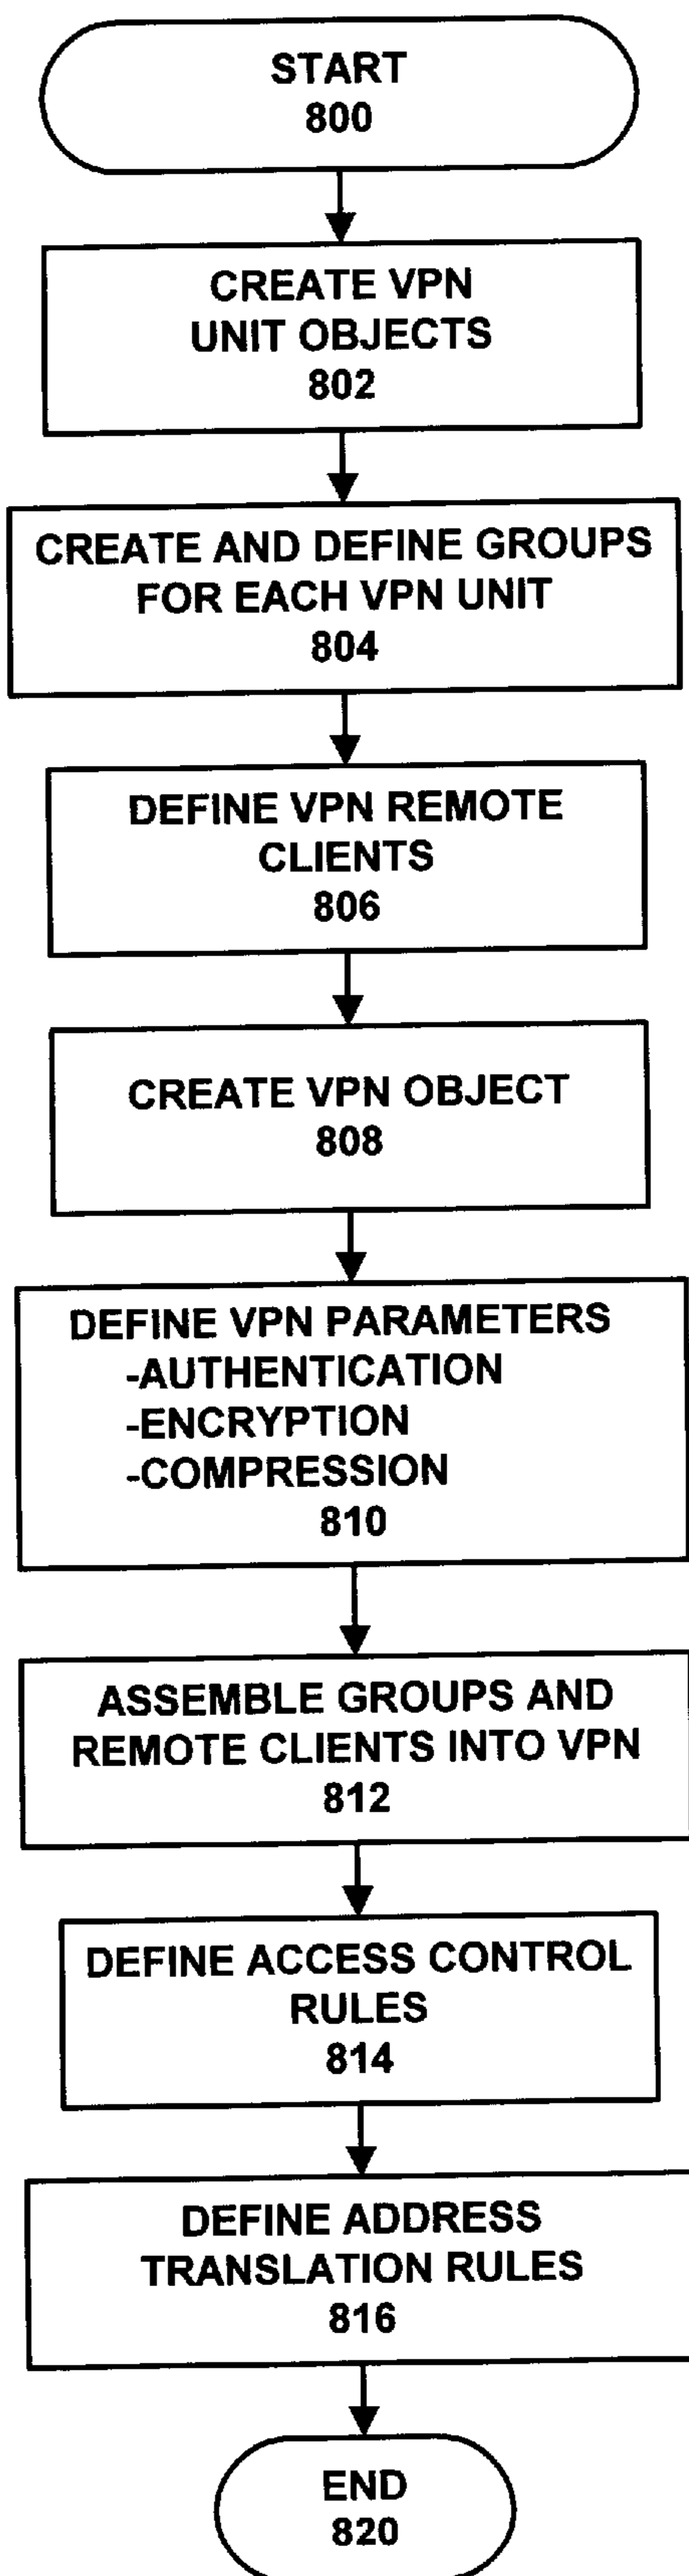 START
800
CREATE VPN
UNIT OBJECTS
802
CREATE AND DEFINE GROUPS
FOR EACH VPN UNIT
804
DEFINE VPN REMOTE
CLIENTS
806
CREATE VPN OBJECT
808
DEFINE VPN PARAMETERS
-AUTHENTICATION
-ENCRYPTION
-COMPRESSION
810
ASSEMBLE GROUPS AND
REMOTE CLIENTS INTO VPN
812
DEFINE ACCESS CONTROL
RULES
814
DEFINE ADDRESS
TRANSLATION RULES
816
END
820